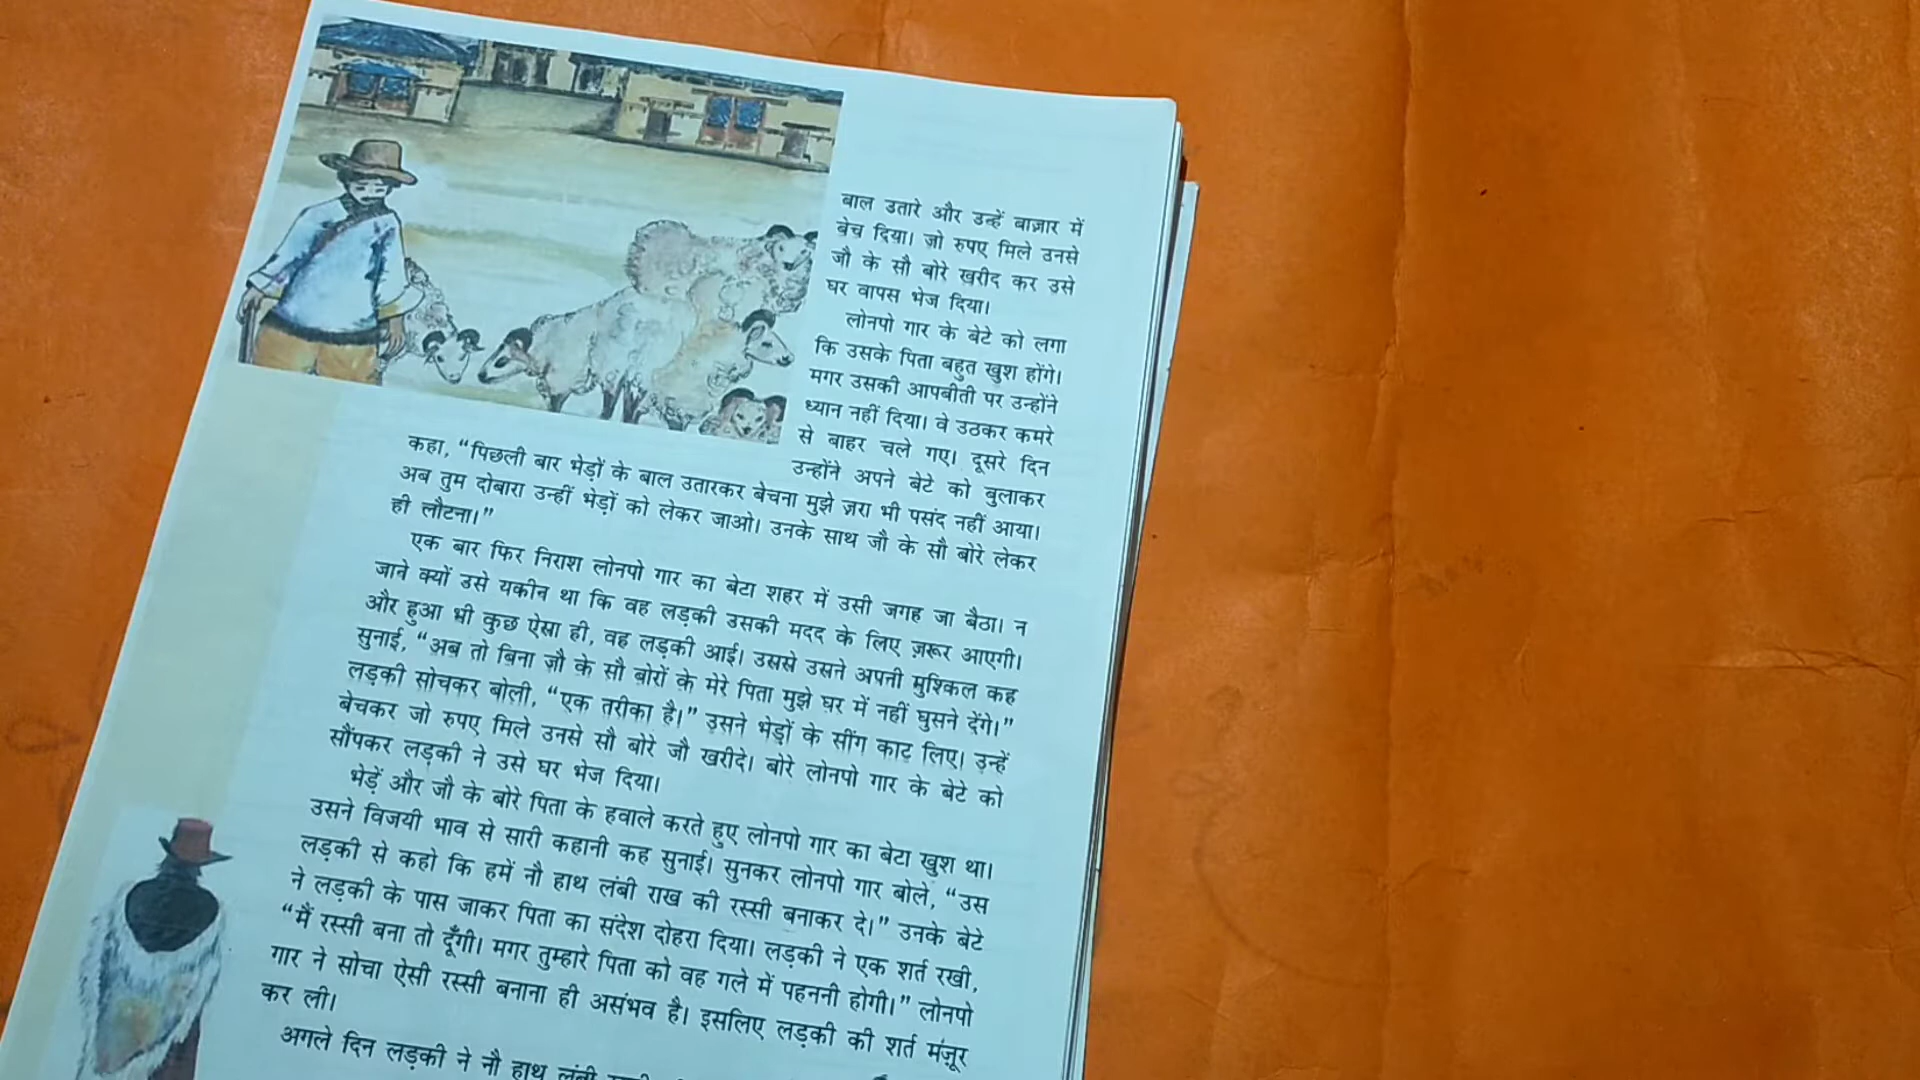 बाल उतारे और उन्हें बाज़ार में
बेच दिया। जो रुपए मिले उनसे
जौ के सौ बोरे खरीद कर उसे
घर वापस भेज दिया।
लोनपो गार के बेटे को लगा
कि उसके पिता बहुत खुश होंगे।
मगर उसकी आपबीती पर उन्होंने
ध्यान नहीं दिया। वे उठकर कमरे
से बाहर चले गए। दूसरे दिन
उन्होंने अपने बेटे को बुलाकर
कहा, “पिछली बार भेड़ों के बाल उतारकर बेचना मुझे ज़रा भी पसंद नहीं आया।
अब तुम दोबारा उन्हीं भेड़ों को लेकर जाओ। उनके साथ जौ के सौ बोरे लेकर
ही लौटना।”
एक बार फिर निराश लोनपो गार का बेटा शहर में उसी जगह जा बैठा। न
जाने क्यों उसे यकीन था कि वह लड़की उसकी मदद के लिए ज़रूर आएगी।
और हुआ भी कुछ ऐसा ही, वह लड़की आई। उससे उसने अपनी मुश्किल कह
सुनाई, “अब तो बिना जौ के सौ बोरों के मेरे पिता मुझे घर में नहीं घुसने देंगे।”
लड़की सोचकर बोली, “एक तरीका है।” उसने भेड़ों के सींग काट लिए। उन्हें
बेचकर जो रुपए मिले उनसे सौ बोरे जौ खरीदे। बोरे लोनपो गार के बेटे को
सौंपकर लड़की ने उसे घर भेज दिया।
भेड़ें और जौ के बोरे पिता के हवाले करते हुए लोनपो गार का बेटा खुश था।
उसने विजयी भाव से सारी कहानी कह सुनाई। सुनकर लोनपो गार बोले, “उस
लड़की से कहो कि हमें नौ हाथ लंबी राख की रस्सी बनाकर दे।” उनके बेटे
ने लड़की के पास जाकर पिता का संदेश दोहरा दिया। लड़की ने एक शर्त रखी,
“मैं रस्सी बना तो दूँगी। मगर तुम्हारे पिता को वह गले में पहननी होगी।” लोनपो
गार ने सोचा ऐसी रस्सी बनाना ही असंभव है। इसलिए लड़की की शर्त मंज़ूर
कर ली।
अगले दिन लड़की ने नौ हाथ लंबी